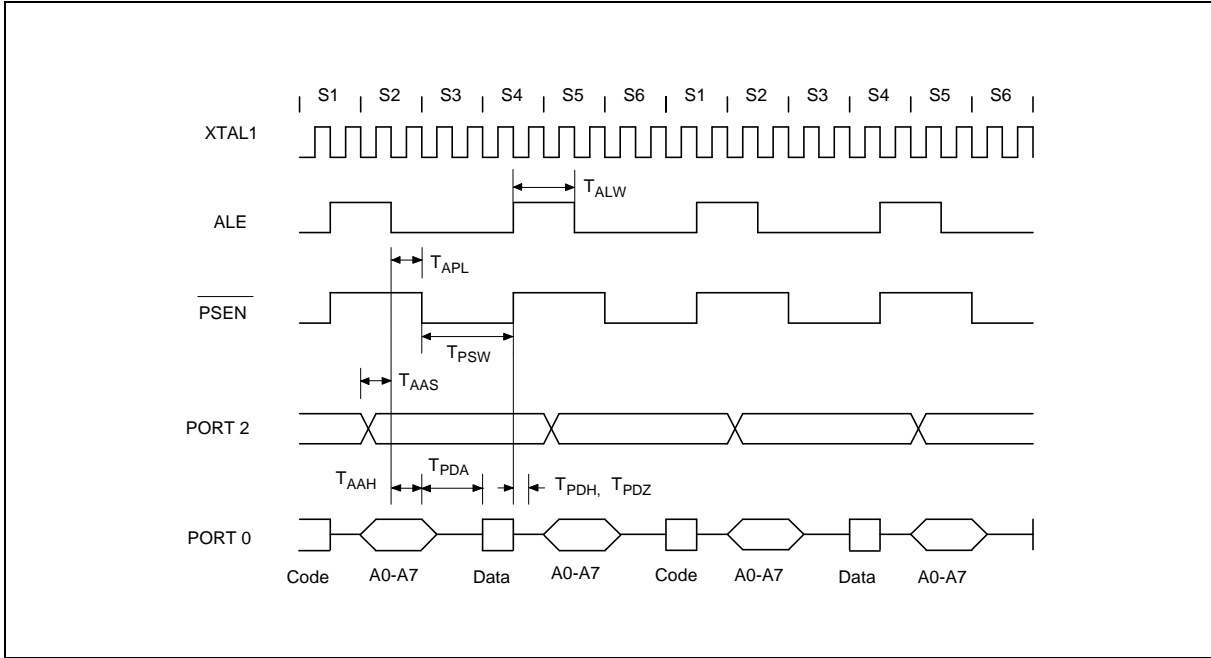 S1 S2 S3 S4 S5 S6 S1 S2 S3 S4 S5 S6
XTAL1
TALW
ALE
TAPL
PSEN
TPSW
TAAS
PORT 2
TAAH TPDA TPDH, TPDZ
PORT 0
Code A0-A7 Data A0-A7 Code A0-A7 Data A0-A7